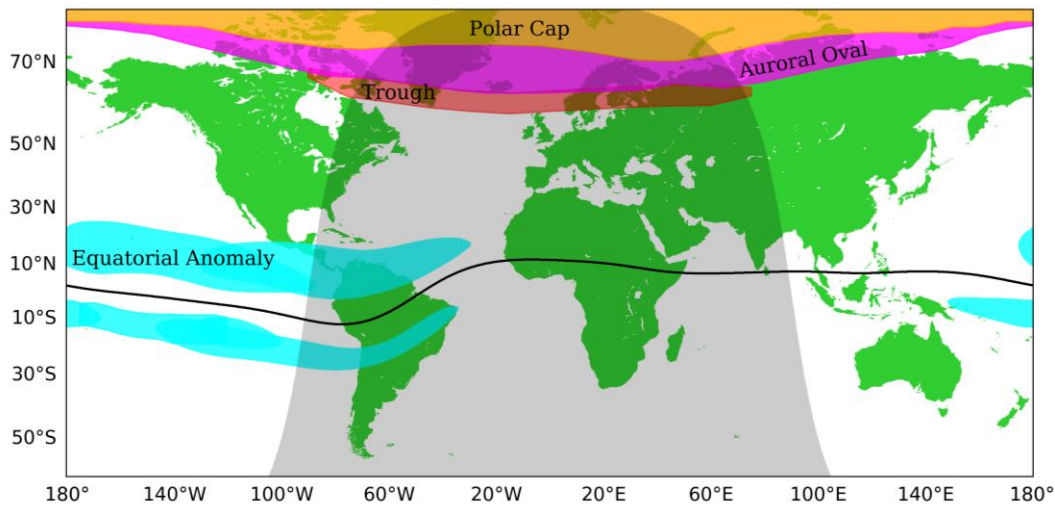 Polar Cap
70°N
Auroral Oval
Trough
50°N
30°N
Equatorial Anomaly
10°N
10°S
30°S
50°S
180° 140°W 100°W 60°W 20°W 20°E 60°E 100°E 140°E 180°